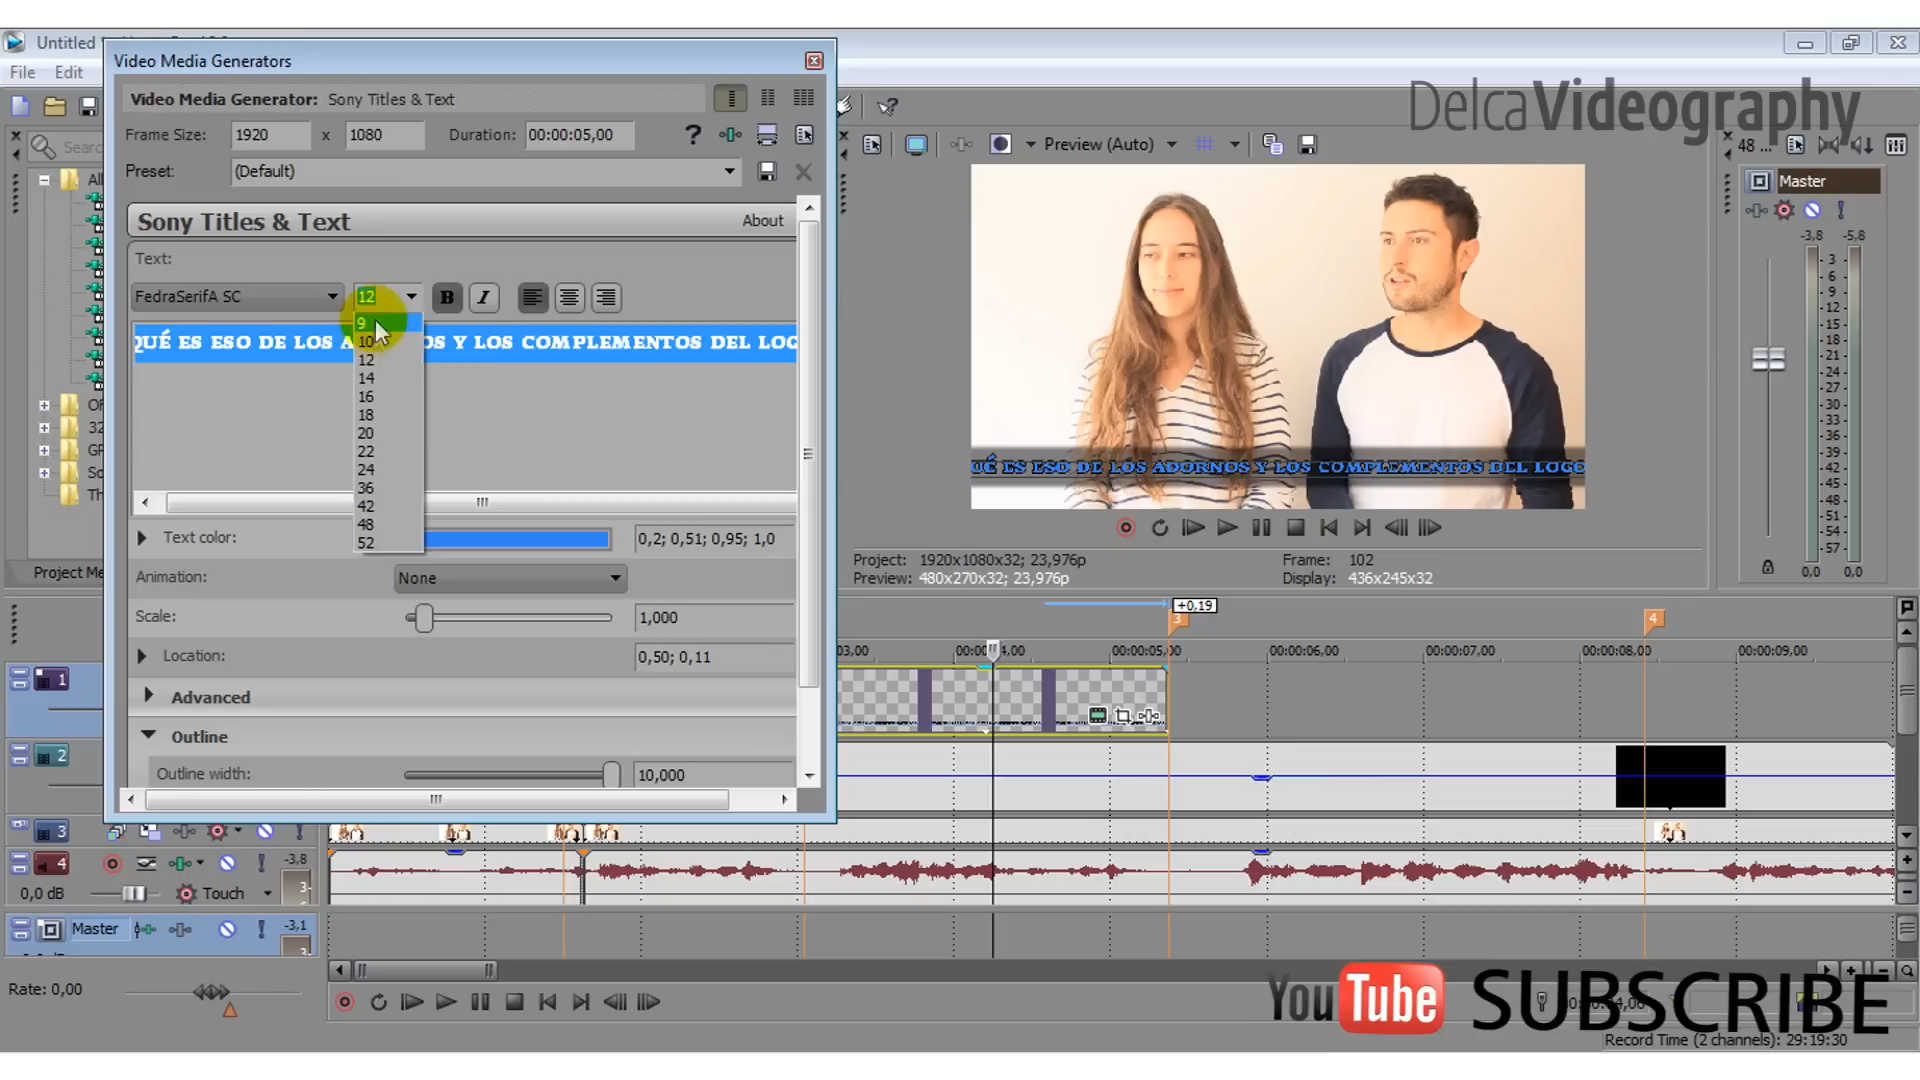 Untitled
Video Media Generators
File Edit
DelcaVideography
Video Media Generator: Sony Titles & Text
Frame Size: 1920 x 1080 Duration: 00:00:05,00
Preset: (Default)
Preview (Auto)
48 ...
Master
Sony Titles & Text About
Text:
FedraSerifA SC 12
-3,8 -5,8
9
10
12
14
16
18
20
22
24
36
42
48
52
QUÉ ES ESO DE LOS A
OS Y LOS COMPLEMENTOS DEL LOG
UÉ ES ESO DE LOS ADORNOS Y LOS COMPLEMENTOS DEL LOGO
3
6
9
12
15
18
21
24
27
30
33
36
39
42
45
48
51
54
57
0,0 0,0
Text color: 0,2; 0,51; 0,95; 1,0
Animation: None
Scale: 1,000
Location: 0,50; 0,11
Advanced
Outline
Outline width: 10,000
Project Me
Project: 1920x1080x32; 23,976p
Preview: 480x270x32; 23,976p
Frame: 102
Display: 436x245x32
+0,19
3
4
03,00 00:00:05,00 00:00:06,00 00:00:07,00 00:00:08,00 00:00:09,00
1
2
3
4
-3,8
0,0 dB Touch
Master -3,1
Rate: 0,00
You Tube SUBSCRIBE
Record Time (2 channels): 29:19:30